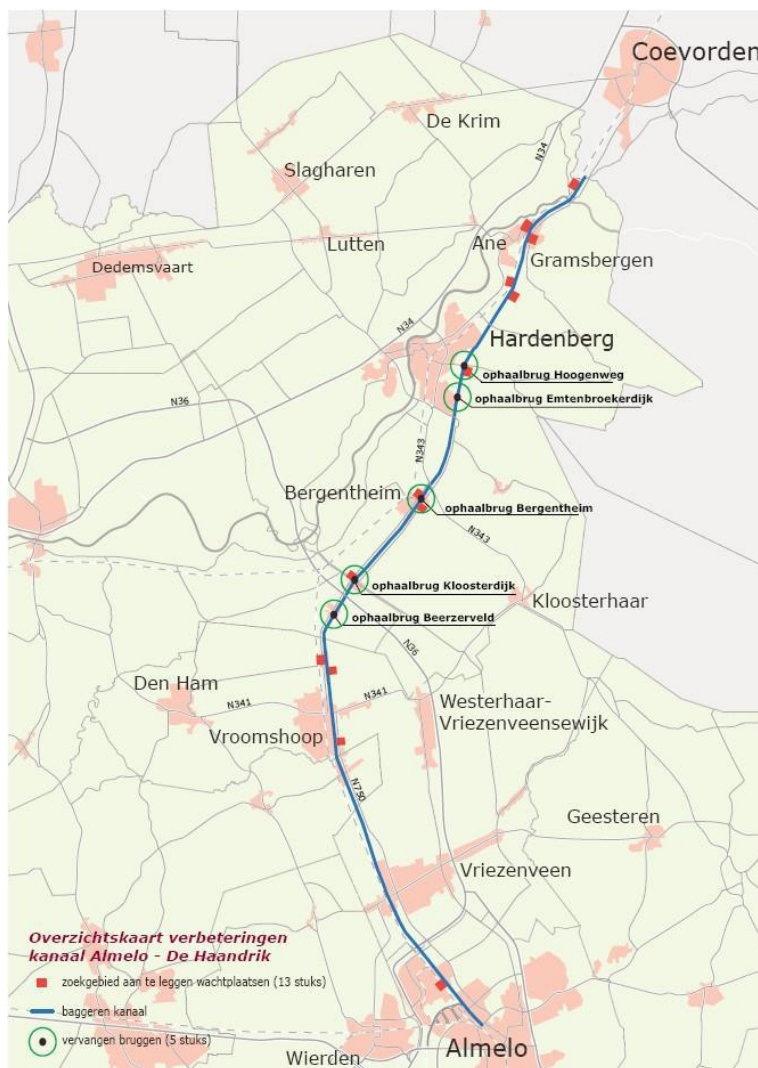 Coevorden
De Krim
N34
Slagharen
Lutten
Ane
Gramsbergen
Dedemsvaart
N34
Hardenberg
ophaalbrug Hoogenweg
N36
ophaalbrug Emtenbroekerdijk
N343
Bergentheim
ophaalbrug Bergentheim
N343
ophaalbrug Kloosterdijk
Kloosterhaar
ophaalbrug Beerzerveld
N36
Den Ham
N341
N341
Westerhaar-
Vriezenveensewijk
Vroomshoop
N750
Geesteren
Vriezenveen
Overzichtskaart verbeteringen
kanaal Almelo - De Haandrik
zoekgebied aan te leggen wachtplaatsen (13 stuks)
baggeren kanaal
vervangen bruggen (5 stuks)
Wierden
Almelo